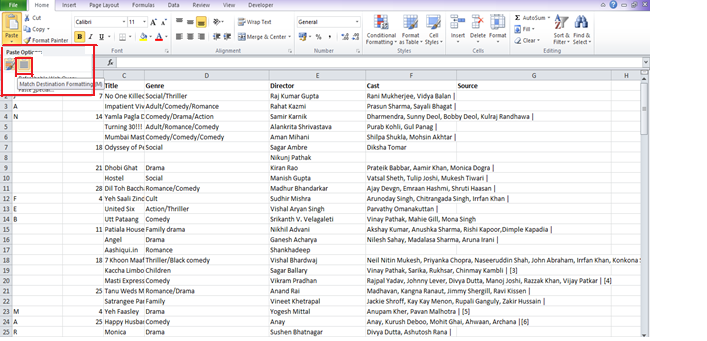 File Home Insert Page Layout Formulas Data Review View Developer
Cut
Copy
Format Painter
Paste
Calibri 11
B I U
Wrap Text
Merge & Center
General
Conditional Formatting
Format as Table
Cell Styles
Insert Delete Format
AutoSum
Fill
Clear
Sort & Filter
Find & Select
Font Alignment Number Styles Cells Editing
Paste Options:
Match Destination Formatting (M)
C D E F G H
Title Genre Director Cast Source
2 7 No One Killed Social/Thriller Raj Kumar Gupta Rani Mukherjee, Vidya Balan |
3 A Impatient Viv Adult/Comedy/Romance Rahat Kazmi Prasun Sharma, Sayali Bhagat |
4 N 14 Yamla Pagla D Comedy/Drama/Action Samir Karnik Dharmendra, Sunny Deol, Bobby Deol, Kulraj Randhawa |
5 Turning 30!!! Adult/Romance/Comedy Alankrita Shrivastava Purab Kohli, Gul Panag |
6 Mumbai Mast Comedy/Comedy/Comedy Aman Mihani Shilpa Shukla, Mohsin Akhtar |
7 18 Odyssey of Pe Social Sagar Ambre Diksha Tomar
8 Nikunj Pathak
9 21 Dhobi Ghat Drama Kiran Rao Prateik Babbar, Aamir Khan, Monica Dogra |
10 Hostel Social Manish Gupta Vatsal Sheth, Tulip Joshi, Mukesh Tiwari |
11 28 Dil Toh Bacch Romance/Comedy Madhur Bhandarkar Ajay Devgn, Emraan Hashmi, Shruti Haasan |
12 F 4 Yeh Saali Zinc Cult Sudhir Mishra Arunoday Singh, Chitrangada Singh, Irrfan Khan |
13 E United Six Action/Thriller Vishal Aryan Singh Parvathy Omanakuttan |
14 B Utt Pataang Comedy Srikanth V. Velagaleti Vinay Pathak, Mahie Gill, Mona Singh
15 11 Patiala House Family drama Nikhil Advani Akshay Kumar, Anushka Sharma, Rishi Kapoor,Dimple Kapadia |
16 Angel Drama Ganesh Acharya Nilesh Sahay, Madalasa Sharma, Aruna Irani |
17 Aashiqui.in Romance Shankhadeep
18 18 7 Khoon Maaf Thriller/Black comedy Vishal Bhardwaj Neil Nitin Mukesh, Priyanka Chopra, Naseeruddin Shah, John Abraham, Irrfan Khan, Konkona
19 Kaccha Limbo Children Sagar Ballary Vinay Pathak, Sarika, Rukhsar, Chinmay Kambli | [3]
20 Masti Express Comedy Vikram Pradhan Rajpal Yadav, Johnny Lever, Divya Dutta, Manoj Joshi, Razzak Khan, Vijay Patkar | [4]
21 25 Tanu Weds M Romance/Drama Anand Rai Madhavan, Kangna Ranaut, Jimmy Shergill, Ravi Kissen |
22 Satrangee Par Family Vineet Khetrapal Jackie Shroff, Kay Kay Menon, Rupali Ganguly, Zakir Hussain |
23 M 4 Yeh Faasley Drama Yogesh Mittal Anupam Kher, Pavan Malhotra | [5]
24 A 25 Happy Husba Comedy Anay Anay, Kurush Deboo, Mohit Ghai, Ahwaan, Archana |[6]
25 R Monica Drama Sushen Bhatnagar Divya Dutta, Ashutosh Rana |